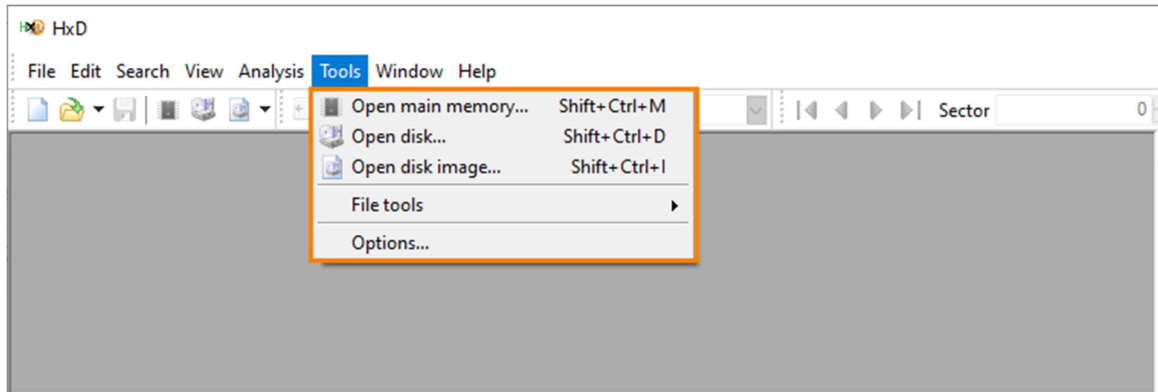 HxD
File Edit Search View Analysis Tools Window Help
Sector 0
Open main memory... Shift+Ctrl+M
Open disk... Shift+Ctrl+D
Open disk image... Shift+Ctrl+I
File tools
Options...